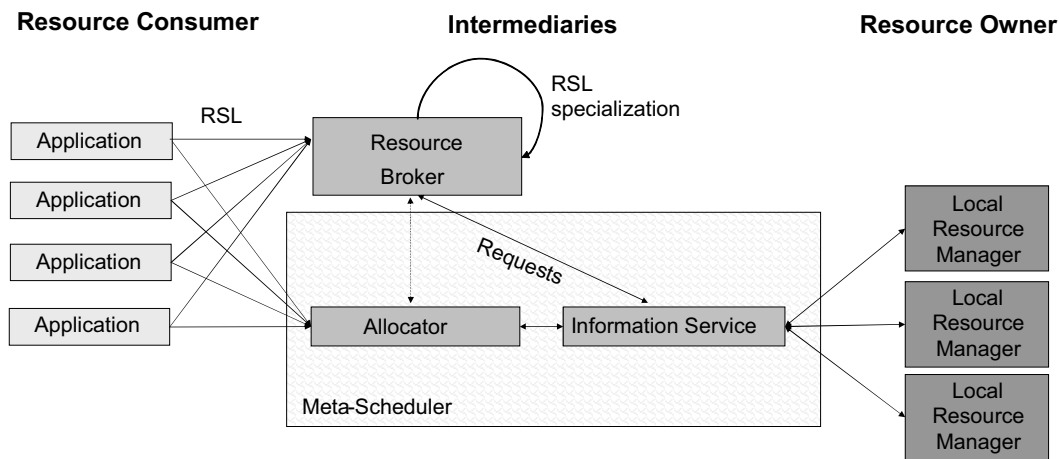 Resource Consumer
Intermediaries
Resource Owner
RSL
specialization
RSL
Application
Application
Application
Application
Resource
Broker
Requests
Allocator
Information Service
Meta-Scheduler
Local
Resource
Manager
Local
Resource
Manager
Local
Resource
Manager